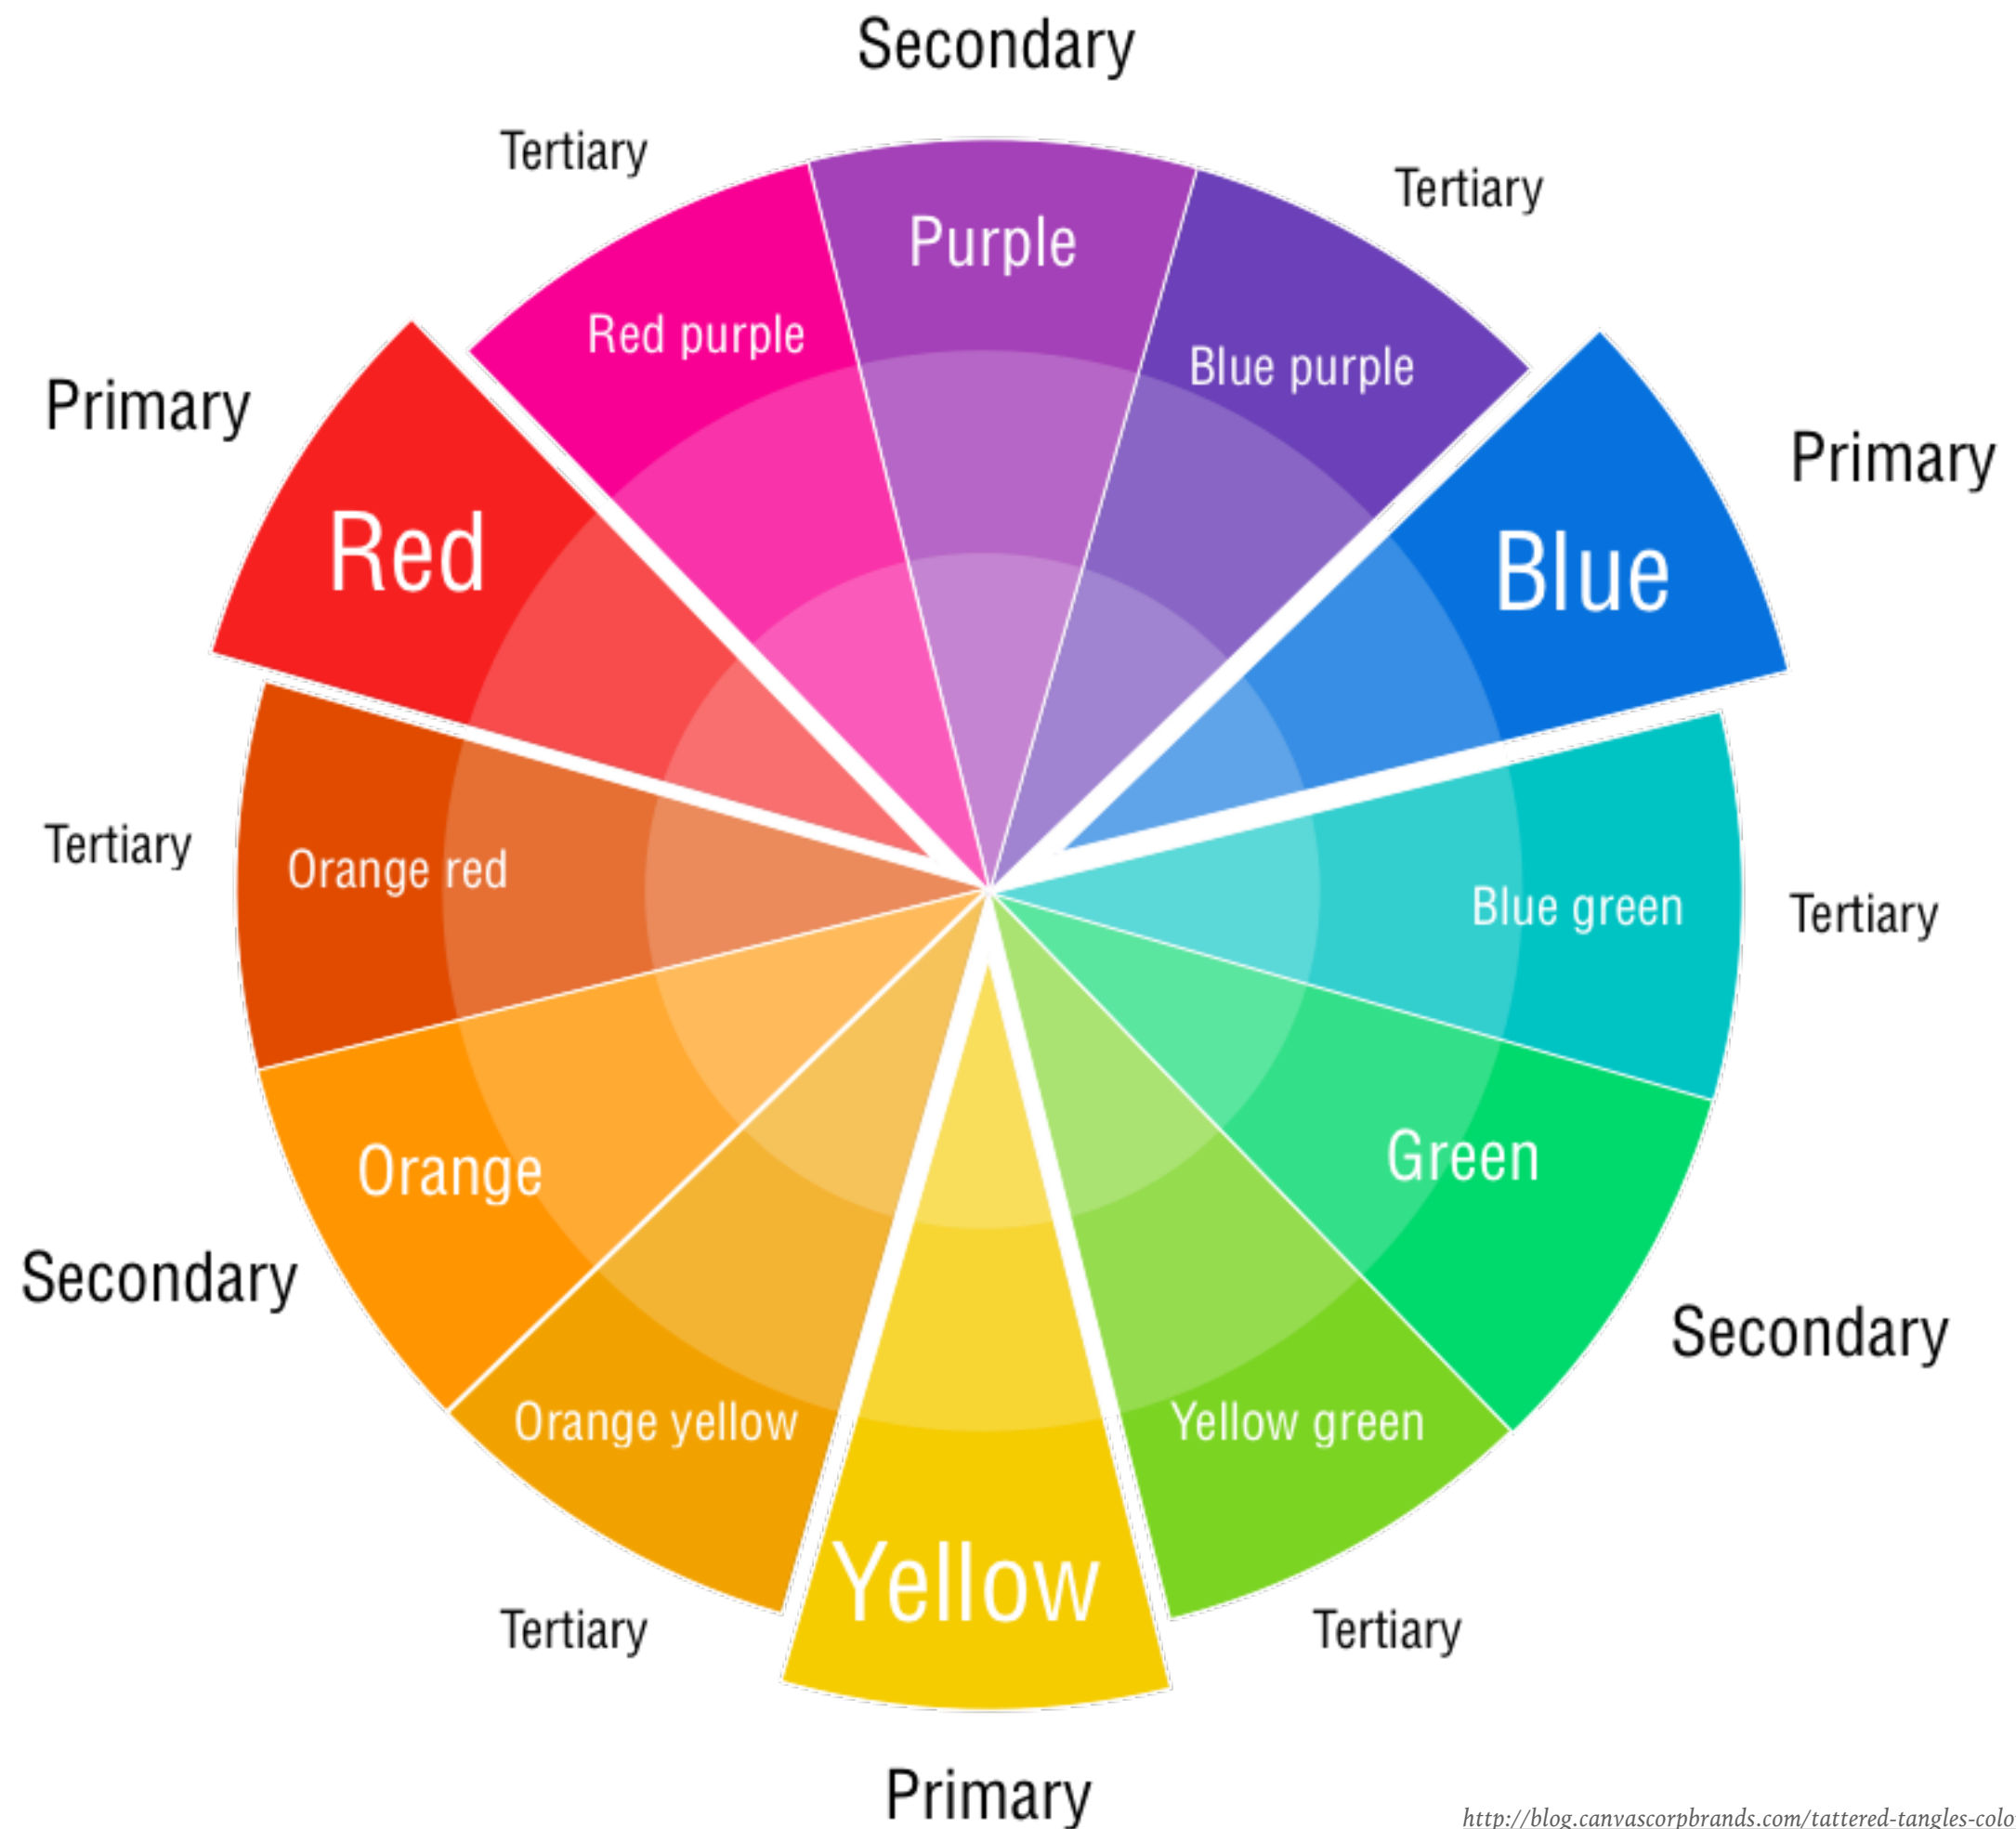 Secondary
Tertiary
Tertiary
Purple
Red purple
Blue purple
Primary
Primary
Red
Blue
Tertiary
Orange red
Blue green
Tertiary
Orange
Green
Secondary
Secondary
Orange yellow
Yellow green
Yellow
Tertiary
Tertiary
Primary
http://blog.canvascorpbrands.com/tattered-tangles-colo